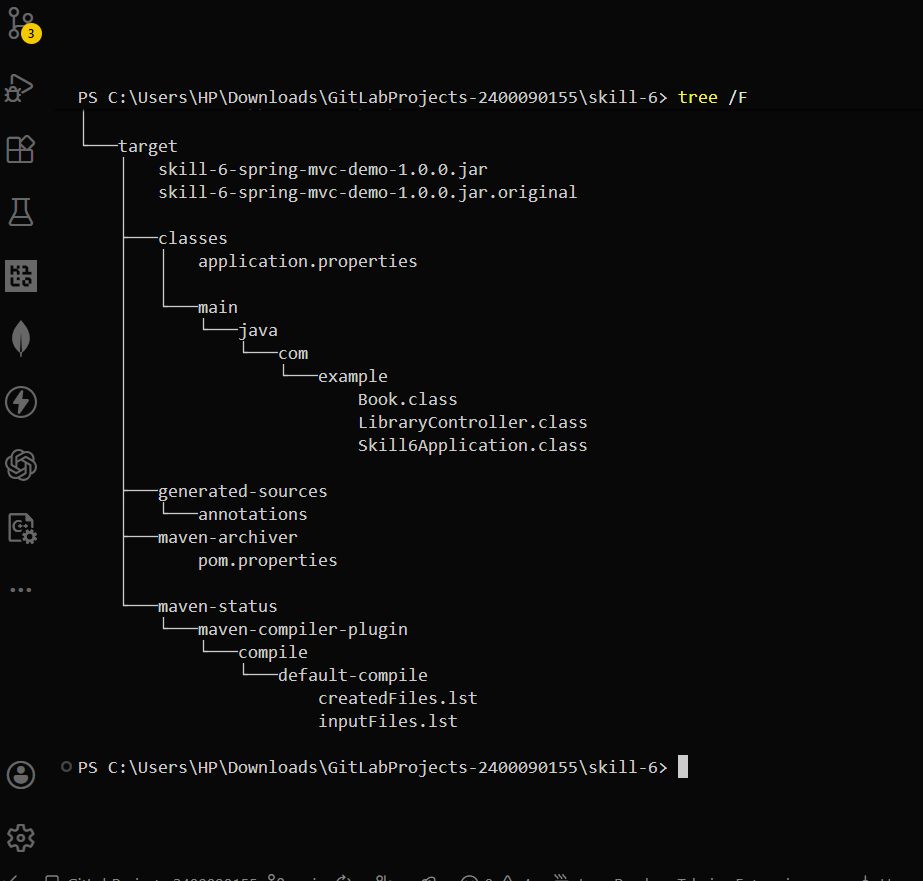 3
PS C:\Users\HP\Downloads\GitLabProjects-2400090155\skill-6> tree /F
target
skill-6-spring-mvc-demo-1.0.0.jar
skill-6-spring-mvc-demo-1.0.0.jar.original
classes
application.properties
main
java
com
example
Book.class
LibraryController.class
Skill6Application.class
generated-sources
annotations
maven-archiver
pom.properties
maven-status
maven-compiler-plugin
compile
default-compile
createdFiles.lst
inputFiles.lst
PS C:\Users\HP\Downloads\GitLabProjects-2400090155\skill-6>